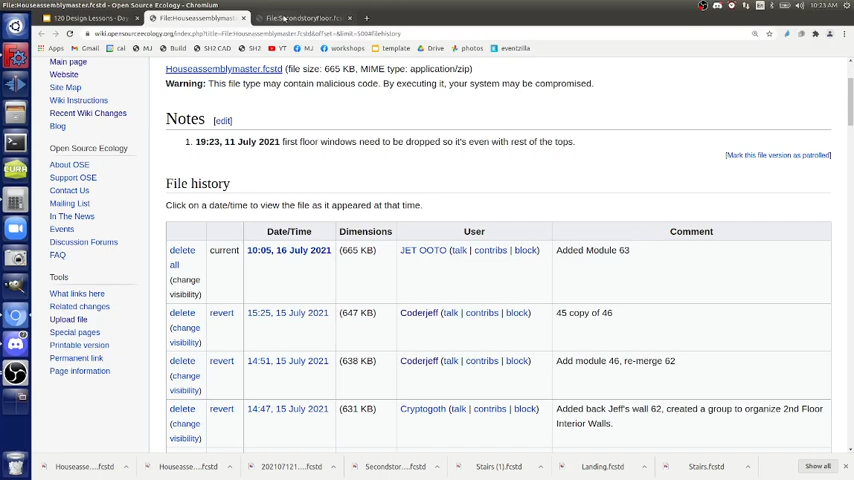 File:Houseassemblymaster.fcstd - Open Source Ecology - Google Chrome
10:23 AM
120 Design Lessons - Da
File:Houseassemblymaster
File:SecondstoryFloor.fcs
wiki.opensourceecology.org/index.php?title=File:Houseassemblymaster.fcstd&offset=&limit=500#filehistory
Apps
M
cal
MJ
Build
SH2 CAD
SH2
YT
MJ.fb
workshops
template
Drive
photos
eventzilla
Main page
Website
Site Map
Wiki Instructions
Recent Wiki Changes
Blog
Open Source Ecology
About OSE
Support OSE
Contact Us
Mailing List
In The News
Events
Discussion Forums
FAQ
Tools
What links here
Related changes
Upload file
Special pages
Printable version
Permanent link
Page information
Houseassemblymaster.fcstd (file size: 665 KB, MIME type: application/zip)
Warning: This file type may contain malicious code. By executing it, your system may be compromised.
Notes [edit]
1. 19:23, 11 July 2021 first floor windows need to be dropped so it's even with rest of the tops.
[Mark this file version as patrolled]
File history
Click on a date/time to view the file as it appeared at that time.
Date/Time Dimensions User Comment
delete all (change visibility) current 10:05, 16 July 2021 (665 KB) JET OOTO (talk | contribs | block) Added Module 63
delete (change visibility) revert 15:25, 15 July 2021 (647 KB) Coderjeff (talk | contribs | block) 45 copy of 46
delete (change visibility) revert 14:51, 15 July 2021 (638 KB) Coderjeff (talk | contribs | block) Add module 46, re-merge 62
delete (change visibility) revert 14:47, 15 July 2021 (631 KB) Cryptogoth (talk | contribs | block) Added back Jeff's wall 62, created a group to organize 2nd Floor Interior Walls.
Houseasse....fcstd
Houseasse....fcstd
202107121....fcstd
Secondstor....fcstd
Stairs (1).fcstd
Landing.fcstd
Stairs.fcstd
Show all